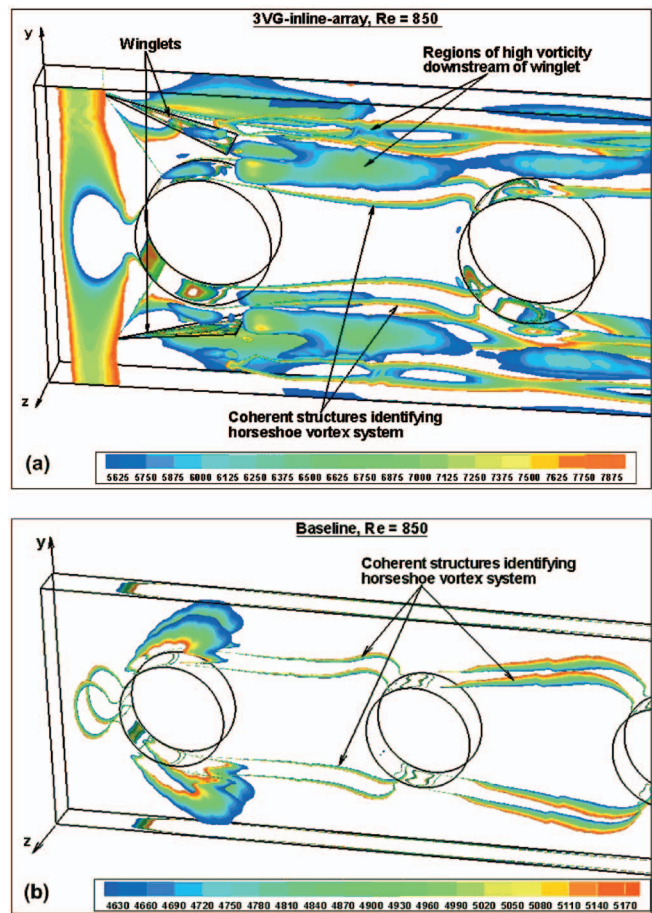 y
3VG-inline-array, Re = 850
Winglets
Regions of high vorticity
downstream of winglet
z
Coherent structures identifying
horseshoe vortex system
(a)
5625 5750 5875 6000 6125 6250 6375 6500 6625 6750 6875 7000 7125 7250 7375 7500 7625 7750 7875
Baseline, Re = 850
y
Coherent structures identifying
horseshoe vortex system
z
(b)
4630 4660 4690 4720 4750 4780 4810 4840 4870 4900 4930 4960 4990 5020 5050 5080 5110 5140 5170